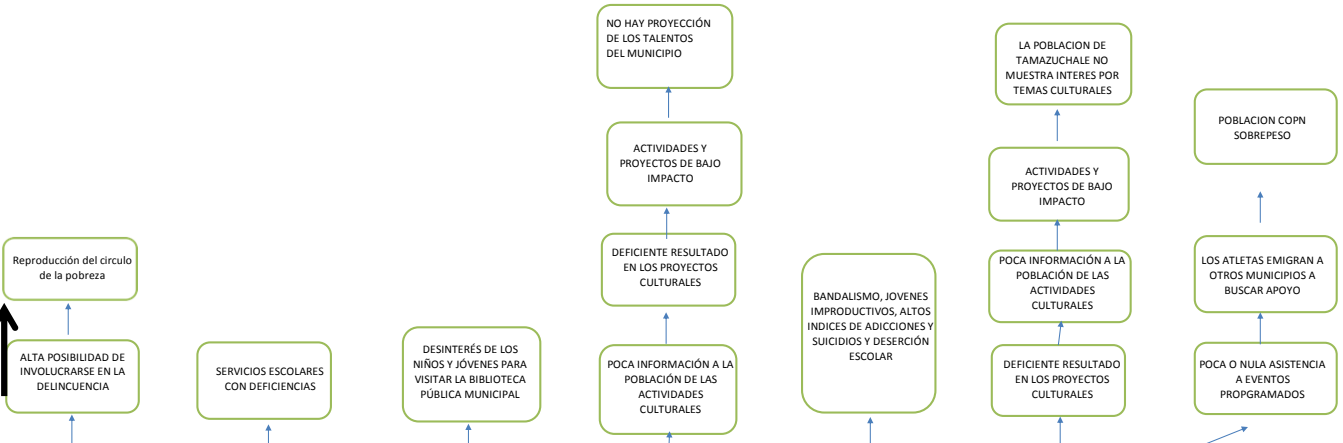 NO HAY PROYECCIÓN
DE LOS TALENTOS
DEL MUNICIPIO
LA POBLACION DE
TAMAZUCHALE NO
MUESTRA INTERES POR
TEMAS CULTURALES
POBLACION COPN
SOBREPESO
ACTIVIDADES Y
PROYECTOS DE BAJO
IMPACTO
ACTIVIDADES Y
PROYECTOS DE BAJO
IMPACTO
Reproducción del circulo
de la pobreza
DEFICIENTE RESULTADO
EN LOS PROYECTOS
CULTURALES
BANDALISMO, JOVENES
IMPRODUCTIVOS, ALTOS
INDICES DE ADICCIONES Y
SUICIDIOS Y DESERCIÓN
ESCOLAR
POCA INFORMACIÓN A LA
POBLACIÓN DE LAS
ACTIVIDADES
CULTURALES
LOS ATLETAS EMIGRAN A
OTROS MUNICIPIOS A
BUSCAR APOYO
ALTA POSIBILIDAD DE
INVOLUCRARSE EN LA
DELINCUENCIA
SERVICIOS ESCOLARES
CON DEFICIENCIAS
DESINTERÉS DE LOS
NIÑOS Y JÓVENES PARA
VISITAR LA BIBLIOTECA
PÚBLICA MUNICIPAL
POCA INFORMACIÓN A LA
POBLACIÓN DE LAS
ACTIVIDADES
CULTURALES
DEFICIENTE RESULTADO
EN LOS PROYECTOS
CULTURALES
POCA O NULA ASISTENCIA
A EVENTOS
PROPGRAMADOS